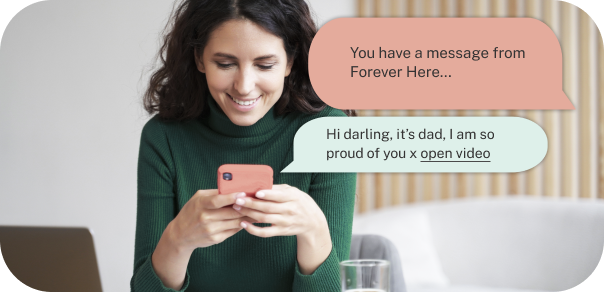 You have a message from
Forever Here...
Hi darling, it's dad, I am so
proud of you x open video